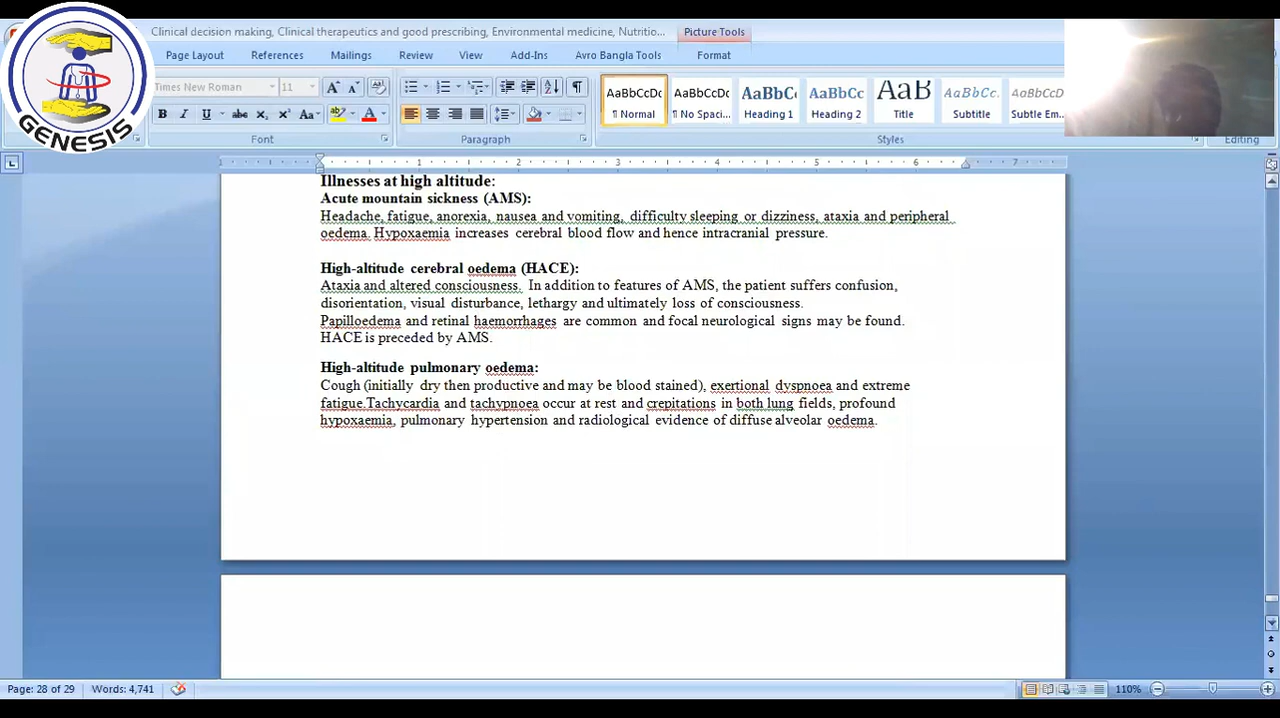 Clinical decision making, Clinical therapeutics and good prescribing, Environmental medicine, Nutritio...
Picture Tools
Page Layout
References
Mailings
Review
View
Add-Ins
Avro Bangla Tools
Format
Times New Roman
11
AaBbCcDc
AaBbCcDc
AaBbCc
AaBbCc
AaB
AaBbCc.
AaBbCcDc
¶ Normal
¶ No Spaci...
Heading 1
Heading 2
Title
Subtitle
Subtle Em...
Font
Paragraph
Styles
Editing
GENESIS
1 2 3 4 5 6 7
Illnesses at high altitude:
Acute mountain sickness (AMS):
Headache, fatigue, anorexia, nausea and vomiting, difficulty sleeping or dizziness, ataxia and peripheral
oedema. Hypoxaemia increases cerebral blood flow and hence intracranial pressure.
High-altitude cerebral oedema (HACE):
Ataxia and altered consciousness. In addition to features of AMS, the patient suffers confusion,
disorientation, visual disturbance, lethargy and ultimately loss of consciousness.
Papilloedema and retinal haemorrhages are common and focal neurological signs may be found.
HACE is preceded by AMS.
High-altitude pulmonary oedema:
Cough (initially dry then productive and may be blood stained), exertional dyspnoea and extreme
fatigue.Tachycardia and tachypnoea occur at rest and crepitations in both lung fields, profound
hypoxaemia, pulmonary hypertension and radiological evidence of diffuse alveolar oedema.
Page: 28 of 29
Words: 4,741
110%